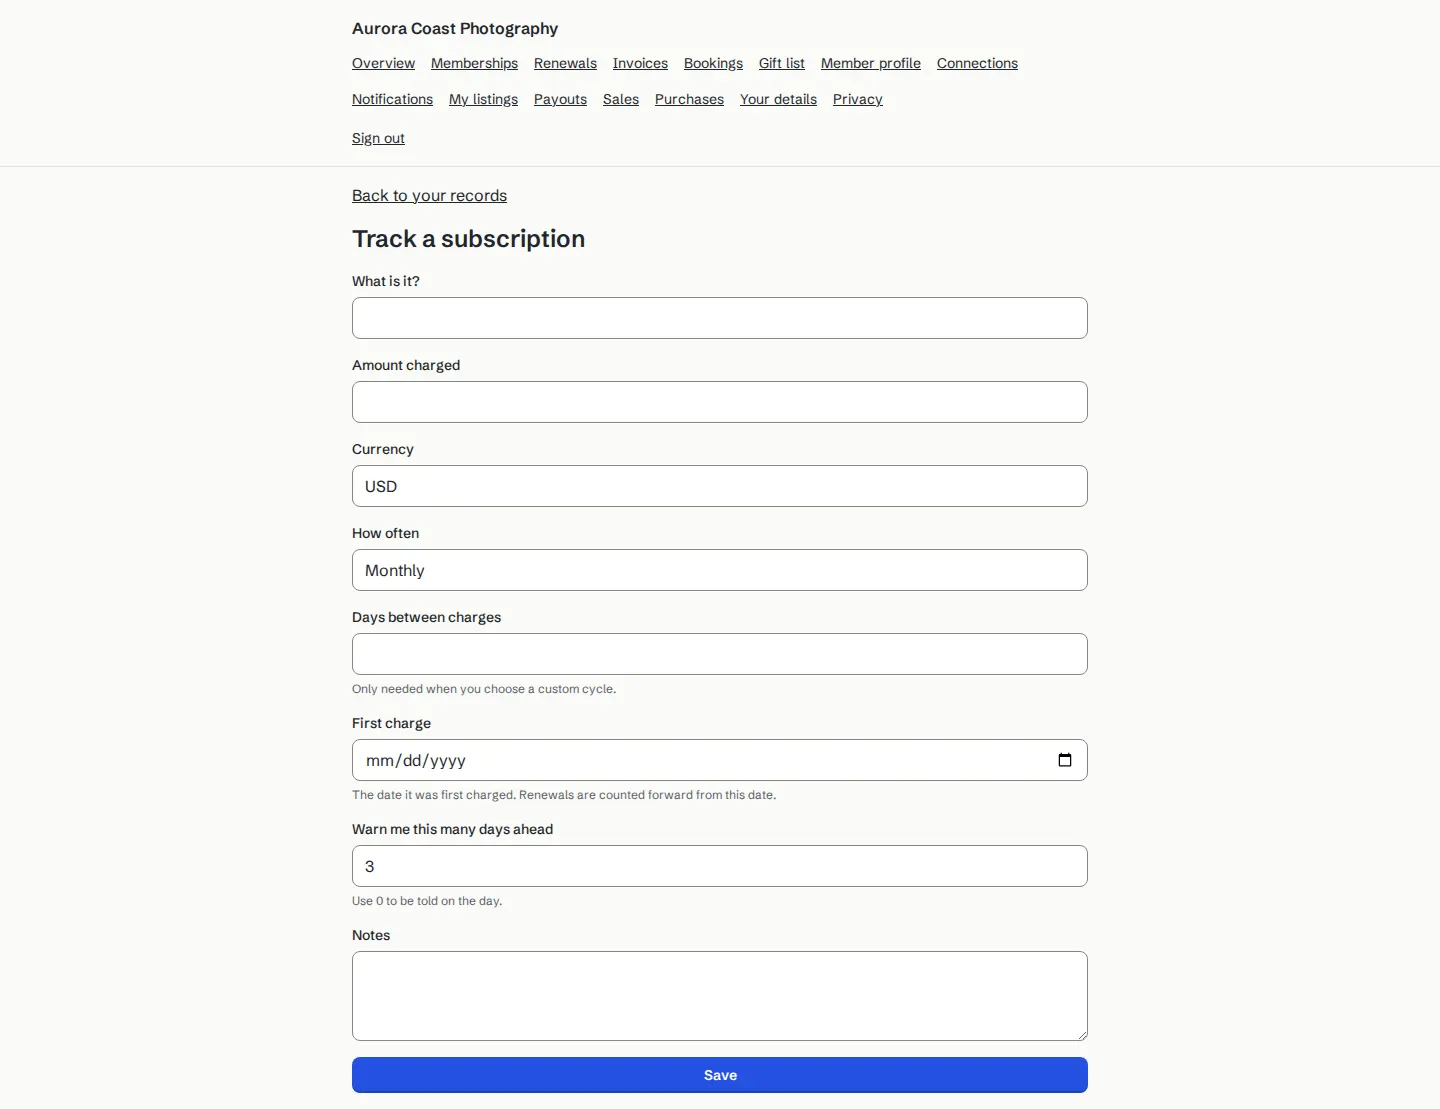 Aurora Coast Photography
Overview Memberships Renewals Invoices Bookings Gift list Member profile Connections
Notifications My listings Payouts Sales Purchases Your details Privacy
Sign out
Back to your records
Track a subscription
What is it?
Amount charged
Currency
USD
How often
Monthly
Days between charges
Only needed when you choose a custom cycle.
First charge
mm/dd/yyyy
The date it was first charged. Renewals are counted forward from this date.
Warn me this many days ahead
3
Use 0 to be told on the day.
Notes
Save